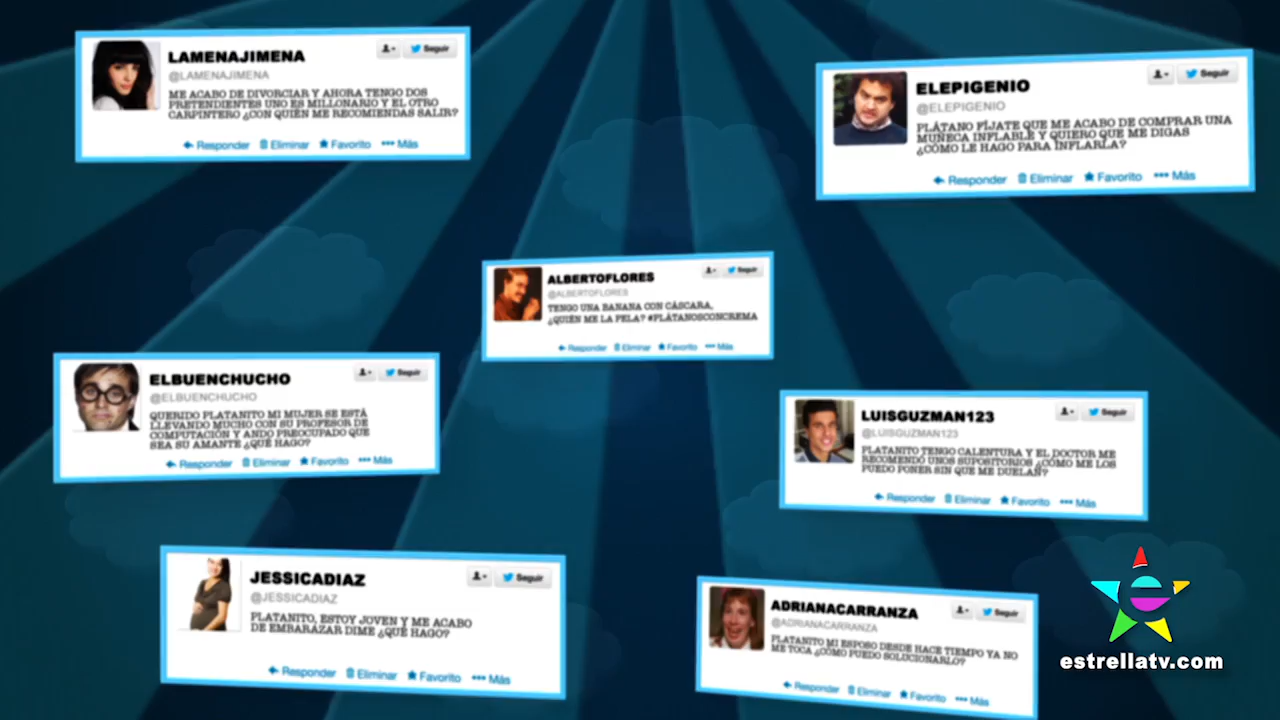 LAMENAJIMENA
Seguir
@LAMENAJIMENA
ME ACABO DE DIVORCIAR Y AHORA TENGO DOS
PRETENDIENTES UNO ES MILLONARIO Y EL OTRO
CARPINTERO ¿CON QUIÉN ME RECOMIENDAS SALIR?
Responder Eliminar Favorito Más
ELEPIGENIO
Seguir
@ELEPIGENIO
PLÁTANO FÍJATE QUE ME ACABO DE COMPRAR UNA
MUÑECA INFLABLE Y QUIERO QUE ME DIGAS
¿CÓMO LE HAGO PARA INFLARLA?
Responder Eliminar Favorito Más
ALBERTOFLORES
Seguir
@ALBERTOFLORES
TENGO UNA BANANA CON CÁSCARA,
¿QUIÉN ME LA PELA? #PLÁTANOSCONCREMA
Responder Eliminar Favorito Más
ELBUENCHUCHO
Seguir
@ELBUENCHUCHO
QUERIDO PLATANITO MI MUJER SE ESTÁ
LLEVANDO MUCHO CON SU PROFESOR DE
COMPUTACIÓN Y ANDO PREOCUPADO QUE
SEA SU AMANTE ¿QUÉ HAGO?
Responder Eliminar Favorito Más
LUISGUZMAN123
Seguir
@LUISGUZMAN123
PLATANITO TENGO CALENTURA Y EL DOCTOR ME
RECOMENDÓ UNOS SUPOSITORIOS ¿CÓMO ME LOS
PUEDO PONER SIN QUE ME DUELAN?
Responder Eliminar Favorito Más
JESSICADIAZ
Seguir
@JESSICADIAZ
PLATANITO, ESTOY JOVEN Y ME ACABO
DE EMBARAZAR DIME ¿QUÉ HAGO?
Responder Eliminar Favorito Más
ADRIANACARRANZA
Seguir
@ADRIANACARRANZA
PLATANITO MI ESPOSO DESDE HACE TIEMPO YA NO
ME TOCA ¿CÓMO PUEDO SOLUCIONARLO?
Responder Eliminar Favorito Más
estrellatv.com